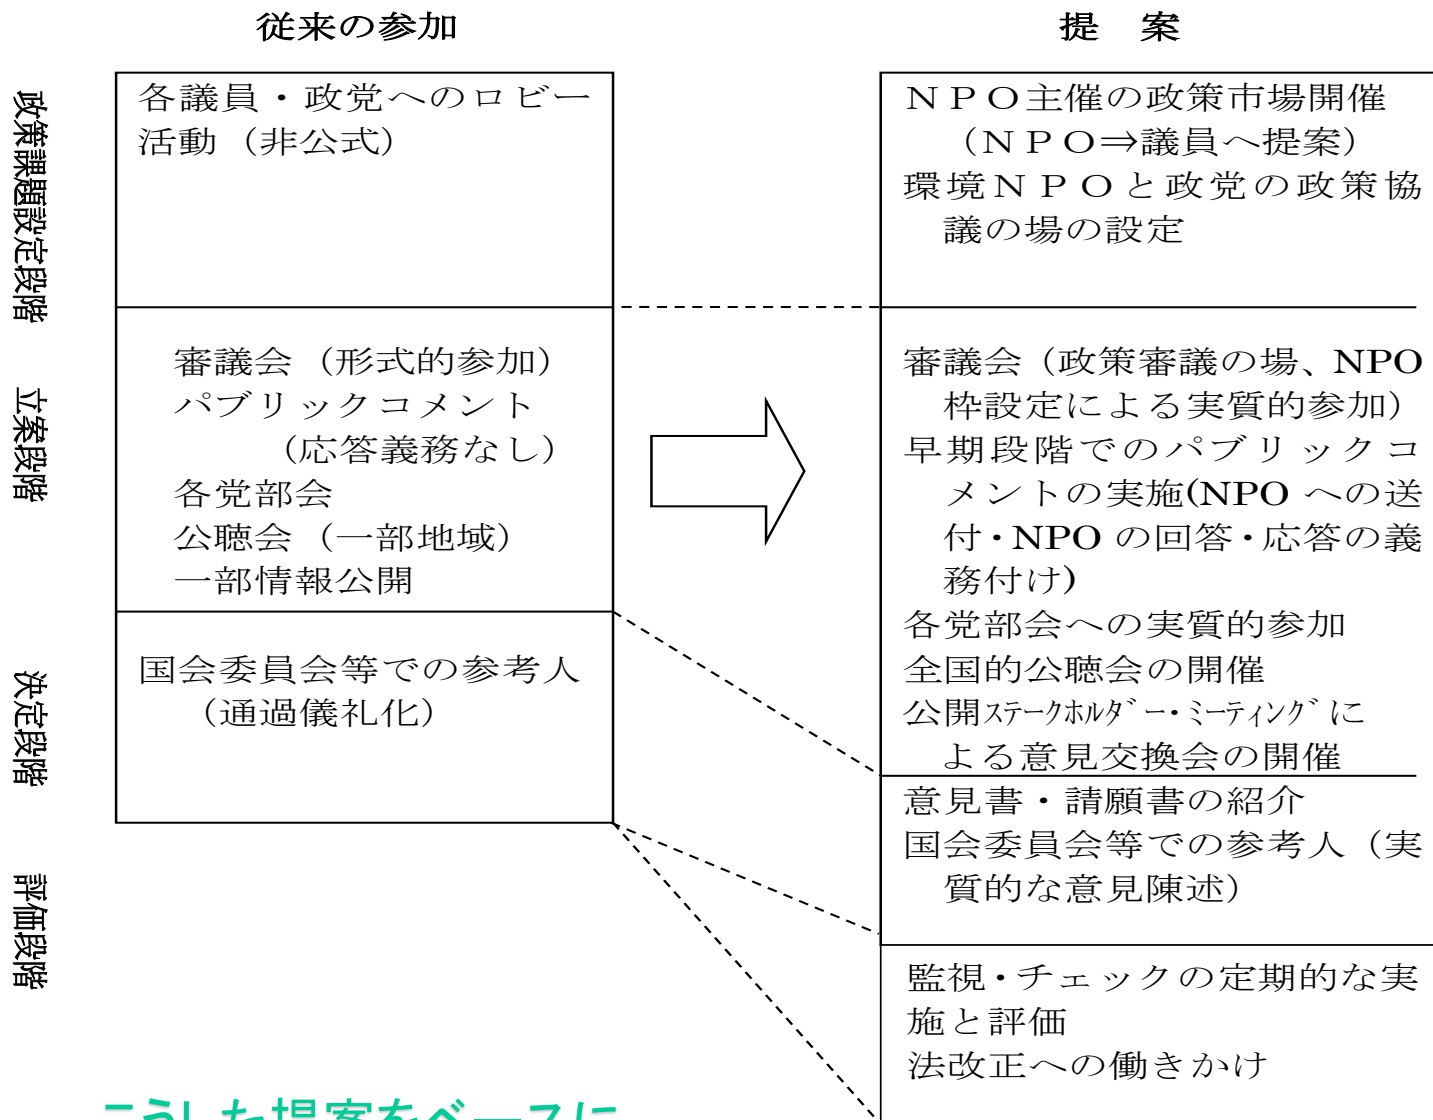 従来の参加
提　案
政策課題設定段階
各議員・政党へのロビー
活動（非公式）
ＮＰＯ主催の政策市場開催
（ＮＰＯ⇒議員へ提案）
環境ＮＰＯと政党の政策協
議の場の設定
立案段階
審議会（形式的参加）
パブリックコメント
（応答義務なし）
各党部会
公聴会（一部地域）
一部情報公開
審議会（政策審議の場、NPO
枠設定による実質的参加）
早期段階でのパブリックコ
メントの実施(NPO への送
付・NPO の回答・応答の義
務付け)
各党部会への実質的参加
全国的公聴会の開催
公開ｽﾃｰｸﾎﾙﾀﾞｰ・ﾐｰﾃｨﾝｸﾞに
よる意見交換会の開催
決定段階
国会委員会等での参考人
（通過儀礼化）
意見書・請願書の紹介
国会委員会等での参考人（実
質的な意見陳述）
評価段階
監視・チェックの定期的な実
施と評価
法改正への働きかけ
こうした提案をベースに